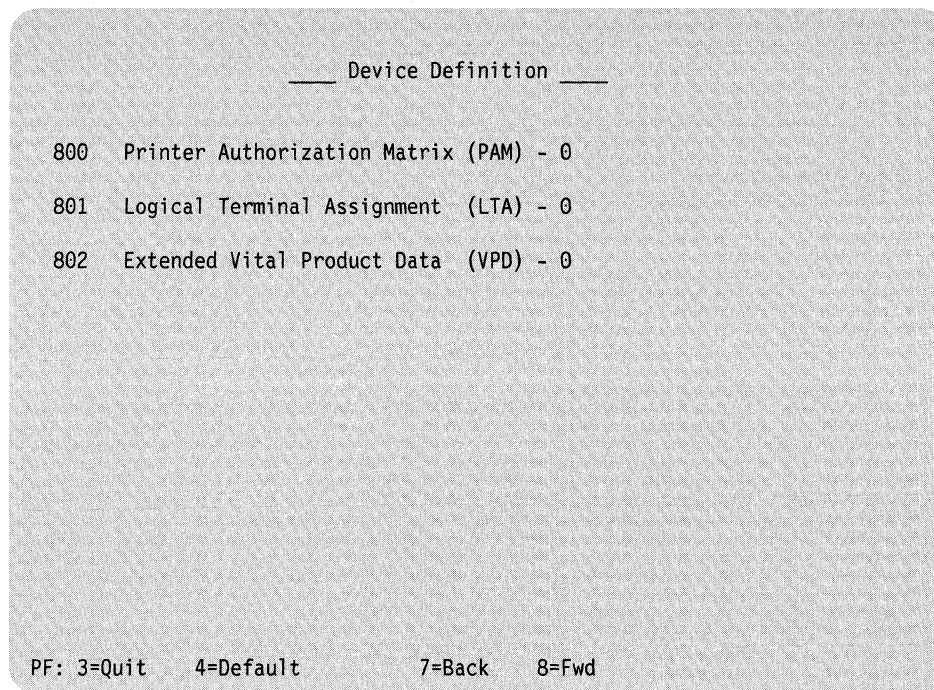 ____ Device Definition ____
800 Printer Authorization Matrix (PAM) - 0
801 Logical Terminal Assignment (LTA) - 0
802 Extended Vital Product Data (VPD) - 0
PF: 3=Quit 4=Default 7=Back 8=Fwd